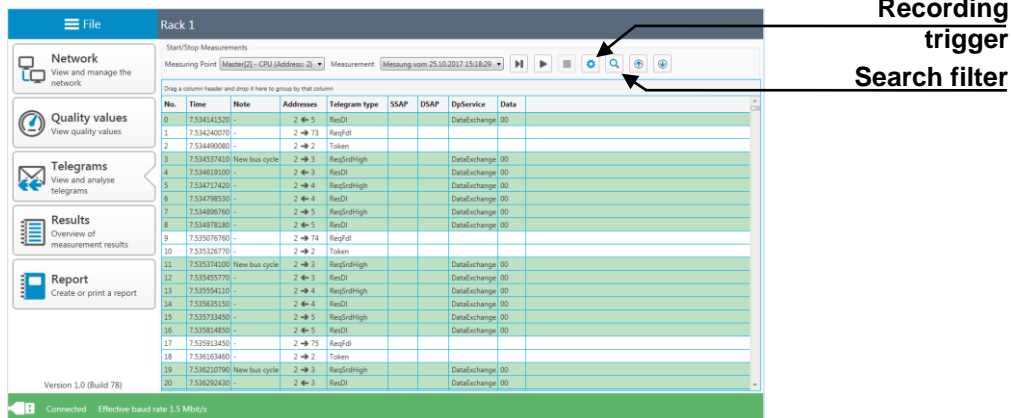 File
Rack 1
Recording
trigger
Search filter
Network
View and manage the
network
Quality values
View quality values
Telegrams
View and analyse
telegrams
Results
Overview of
measurement results
Report
Create or print a report
Version 1.0 (Build 78)
Start/Stop Measurements
Measuring Point Master[2] - CPU (Address: 2) Measurement Messung vom 25.10.2017 15:18:29
Drag a column header and drop it here to group by that column
No. Time Note Addresses Telegram type SSAP DSAP DpService Data
0 7.534141520 - 2 ← 5 ResDl DataExchange 00
1 7.534240070 - 2 → 73 ReqFdl
2 7.534490080 - 2 → 2 Token
3 7.534537410 New bus cycle 2 → 3 ReqSrdHigh DataExchange 00
4 7.534619100 - 2 ← 3 ResDl DataExchange 00
5 7.534717420 - 2 → 4 ReqSrdHigh DataExchange 00
6 7.534798530 - 2 ← 4 ResDl DataExchange 00
7 7.534896760 - 2 → 5 ReqSrdHigh DataExchange 00
8 7.534978180 - 2 ← 5 ResDl DataExchange 00
9 7.535076760 - 2 → 74 ReqFdl
10 7.535326770 - 2 → 2 Token
11 7.535374100 New bus cycle 2 → 3 ReqSrdHigh DataExchange 00
12 7.535455770 - 2 ← 3 ResDl DataExchange 00
13 7.535554110 - 2 → 4 ReqSrdHigh DataExchange 00
14 7.535635150 - 2 ← 4 ResDl DataExchange 00
15 7.535733450 - 2 → 5 ReqSrdHigh DataExchange 00
16 7.535814850 - 2 ← 5 ResDl DataExchange 00
17 7.535913450 - 2 → 75 ReqFdl
18 7.536163460 - 2 → 2 Token
19 7.536210790 New bus cycle 2 → 3 ReqSrdHigh DataExchange 00
20 7.536292430 - 2 ← 3 ResDl DataExchange 00
Connected Effective baud rate 1.5 Mbit/s